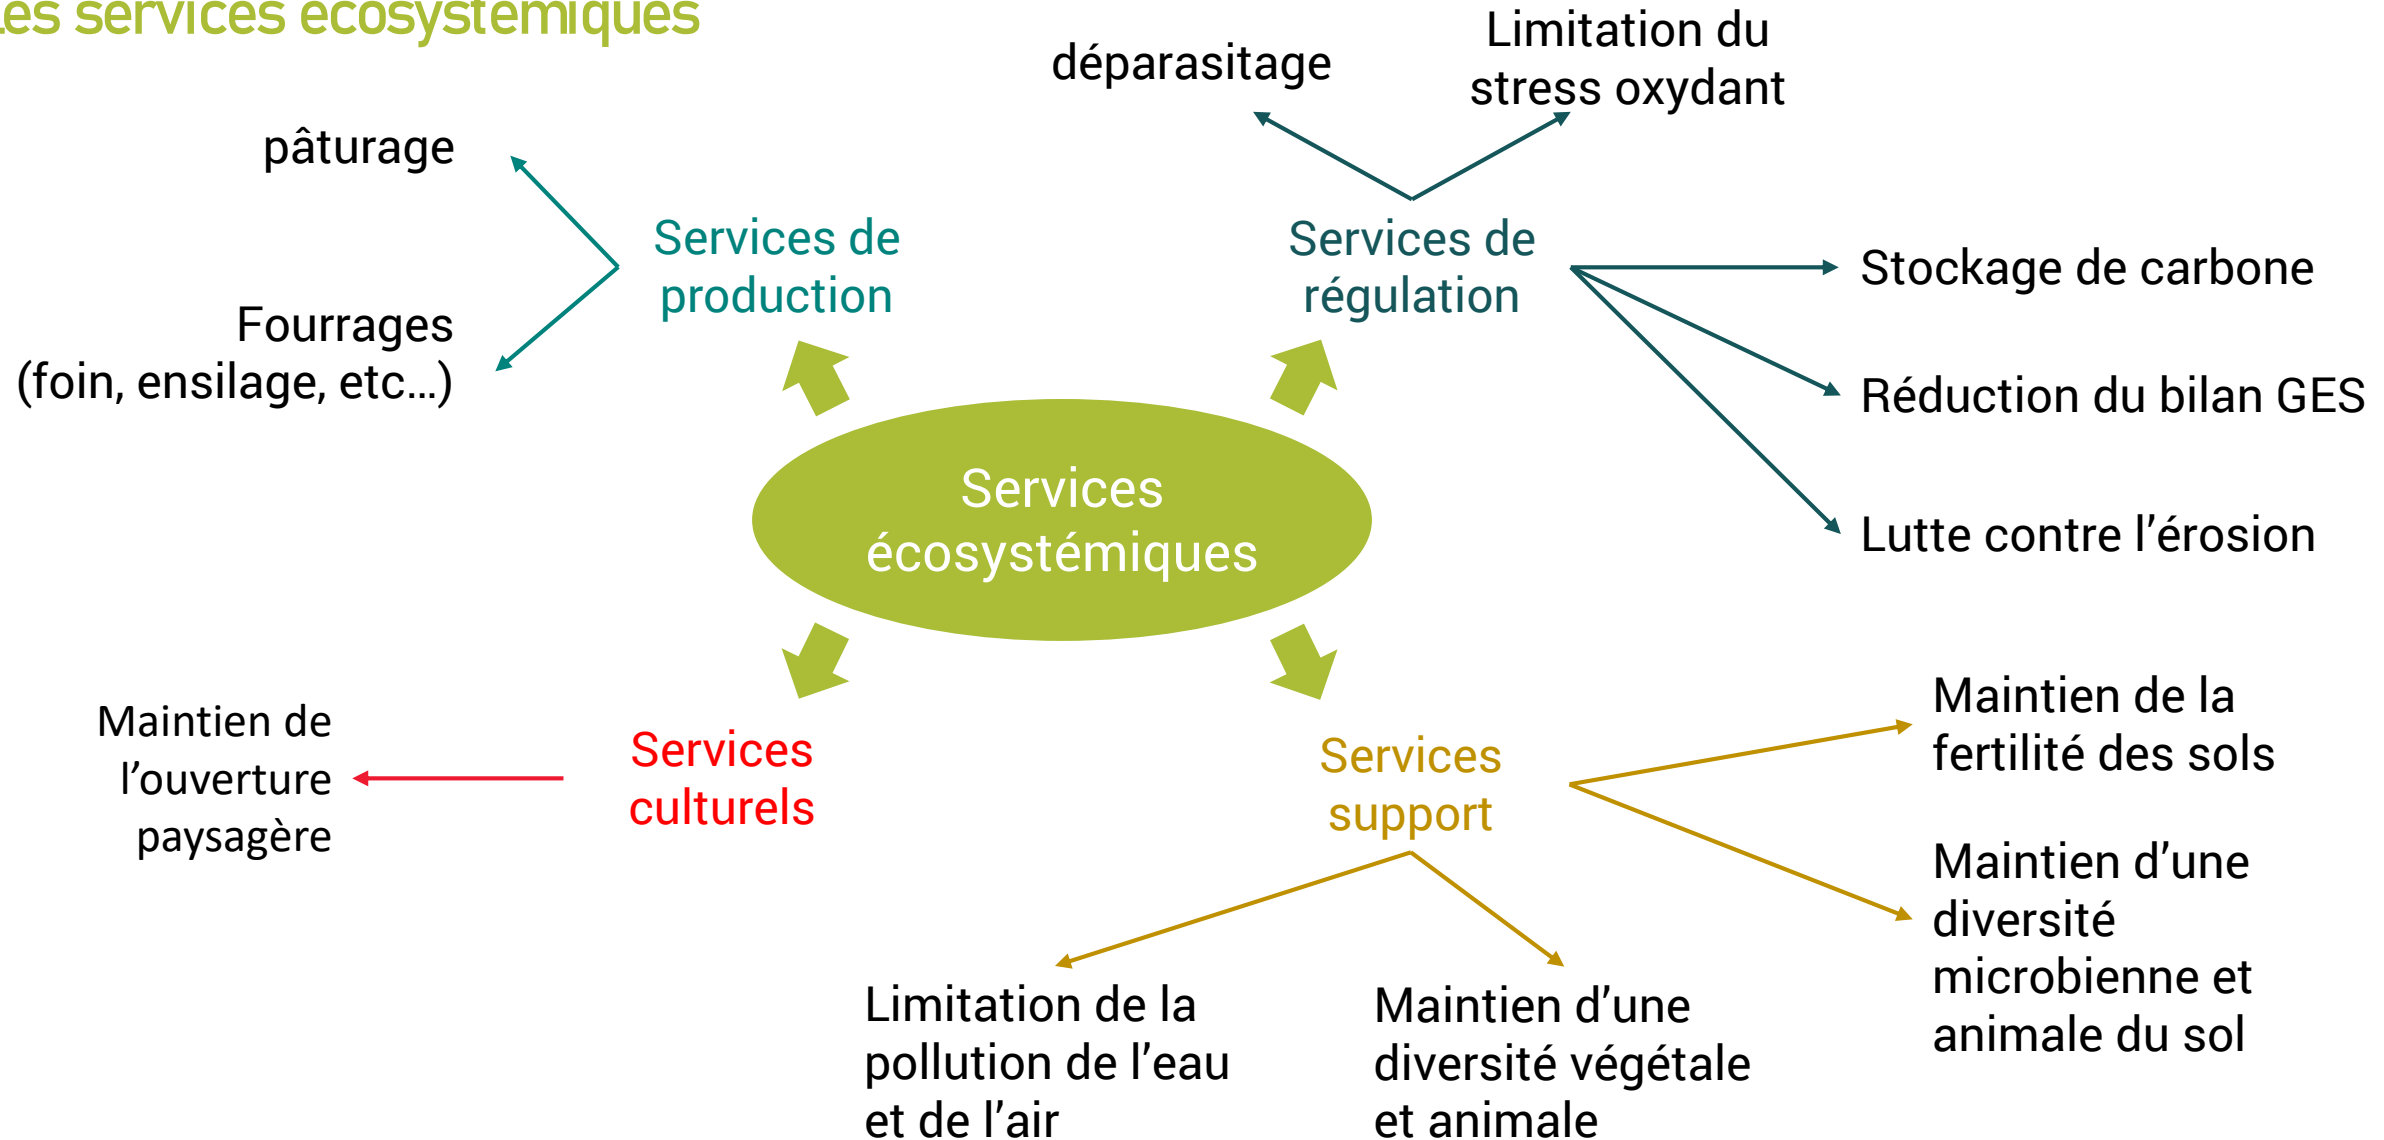 es services écosystémiques
déparasitage
Limitation du
stress oxydant
pâturage
Services de
production
Fourrages
(foin, ensilage, etc...)
Services de
régulation
Stockage de carbone
Réduction du bilan GES
Lutte contre l’érosion
Services
écosystémiques
Maintien de
l’ouverture
paysagère
Services
culturels
Services
support
Maintien de la
fertilité des sols
Maintien d’une
diversité
microbienne et
animale du sol
Limitation de la
pollution de l’eau
et de l’air
Maintien d’une
diversité végétale
et animale